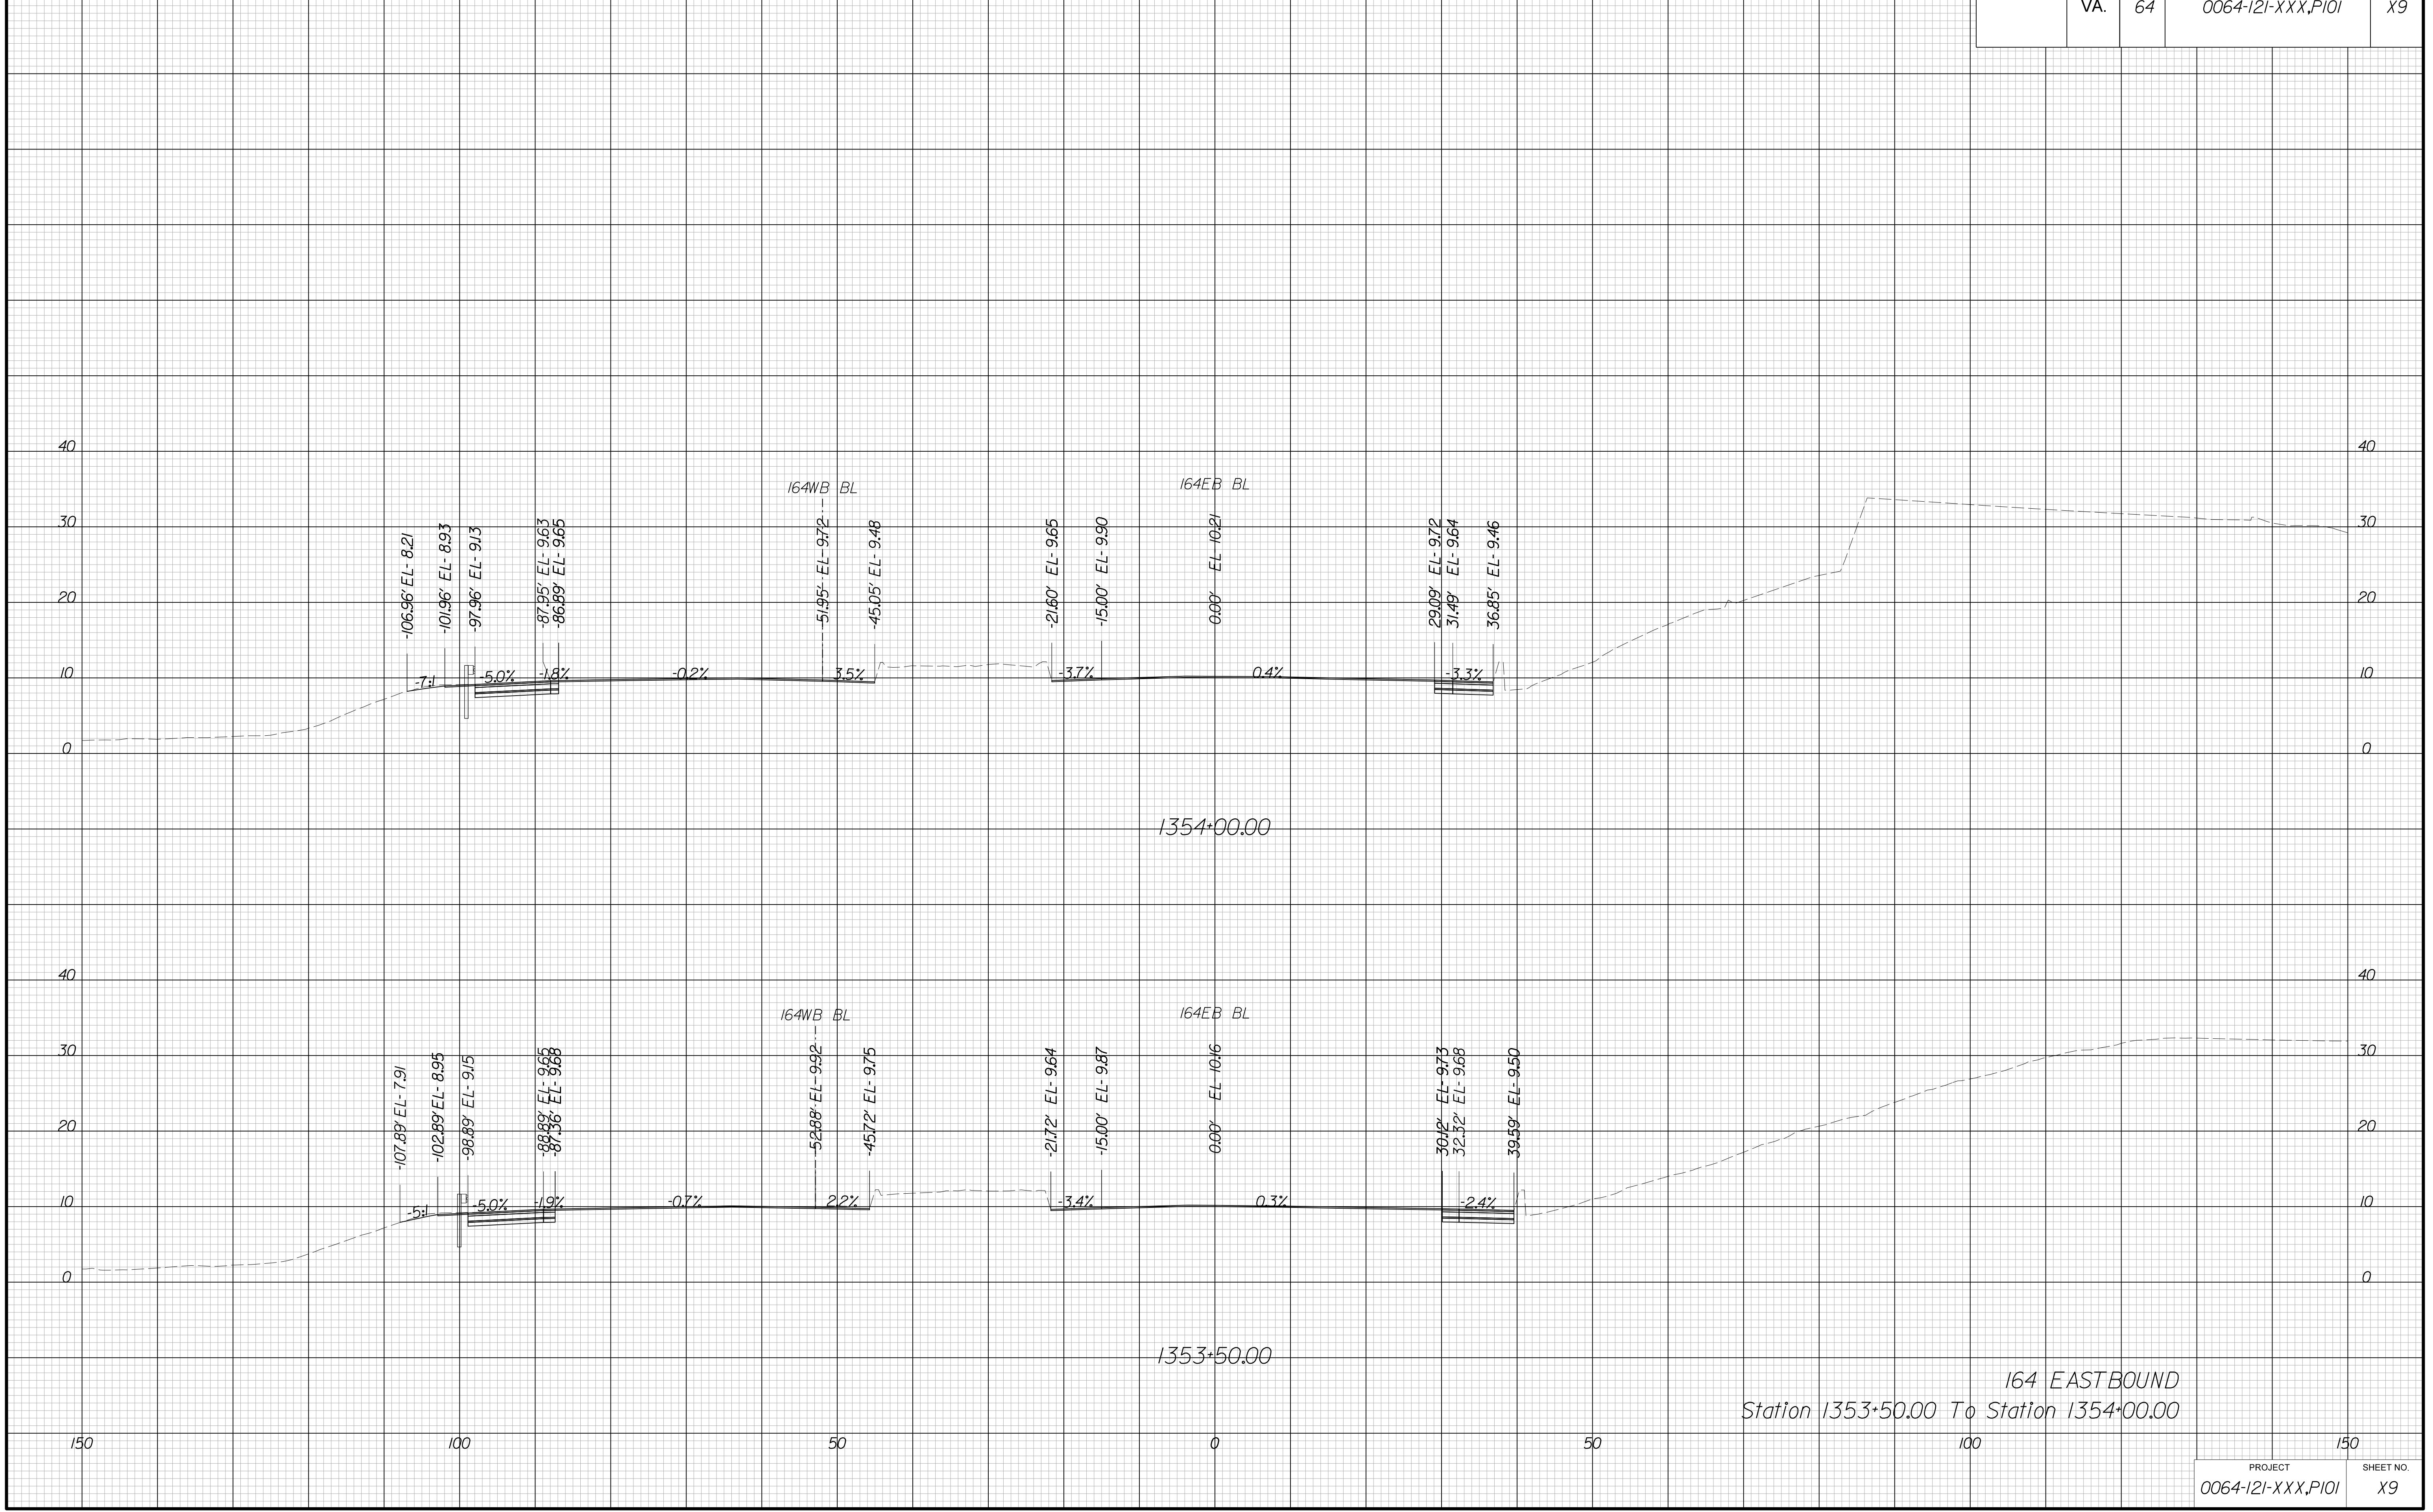 VA. 64 0064-121-XXX,P101 X9
40 40
164WB BL 164EB BL
30 30
-106.96' EL- 8.21
-101.96' EL- 8.93
-97.96' EL- 9.13
-87.95' EL- 9.63
-86.89' EL- 9.65
-51.95' EL- 9.72
-45.05' EL- 9.48
-21.60' EL- 9.65
-15.00' EL- 9.90
0.00' EL 10.21
29.09' EL- 9.72
31.49' EL- 9.64
36.85' EL- 9.46
20 20
10 10
-7:1 -5.0% -1.8% -0.2% 3.5% -3.7% 0.4% -3.3%
0 0
1354+00.00
40 40
164WB BL 164EB BL
30 30
-107.89' EL- 7.91
-102.89' EL- 8.95
-98.89' EL- 9.15
-88.89' EL- 9.65
-87.36' EL- 9.68
-52.88' EL- 9.92
-45.72' EL- 9.75
-21.72' EL- 9.64
-15.00' EL- 9.87
0.00' EL 10.16
30.12' EL- 9.73
32.32' EL- 9.68
39.59' EL- 9.50
20 20
10 10
-5:1 -5.0% -1.9% -0.7% 2.2% -3.4% 0.3% -2.4%
0 0
1353+50.00
164 EASTBOUND
Station 1353+50.00 To Station 1354+00.00
150 100 50 0 50 100 150
PROJECT SHEET NO.
0064-121-XXX,P101 X9